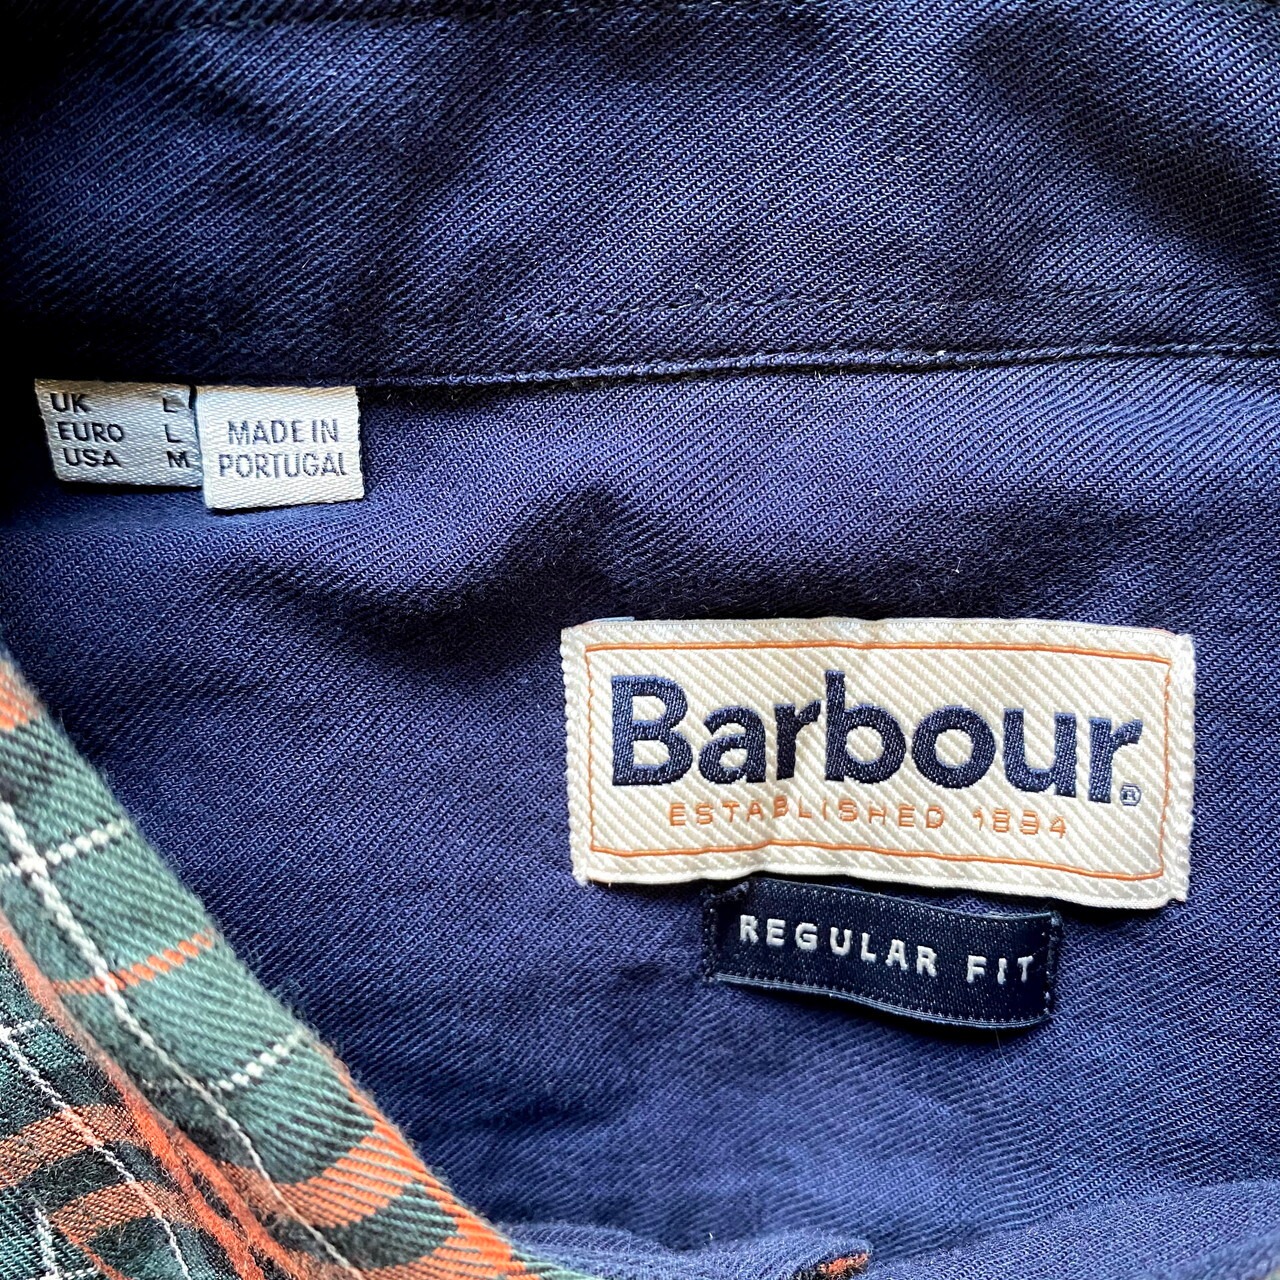 UK L
EURO L
USA M
MADE IN
PORTUGAL
Barbour®
ESTABLISHED 1894
REGULAR FIT